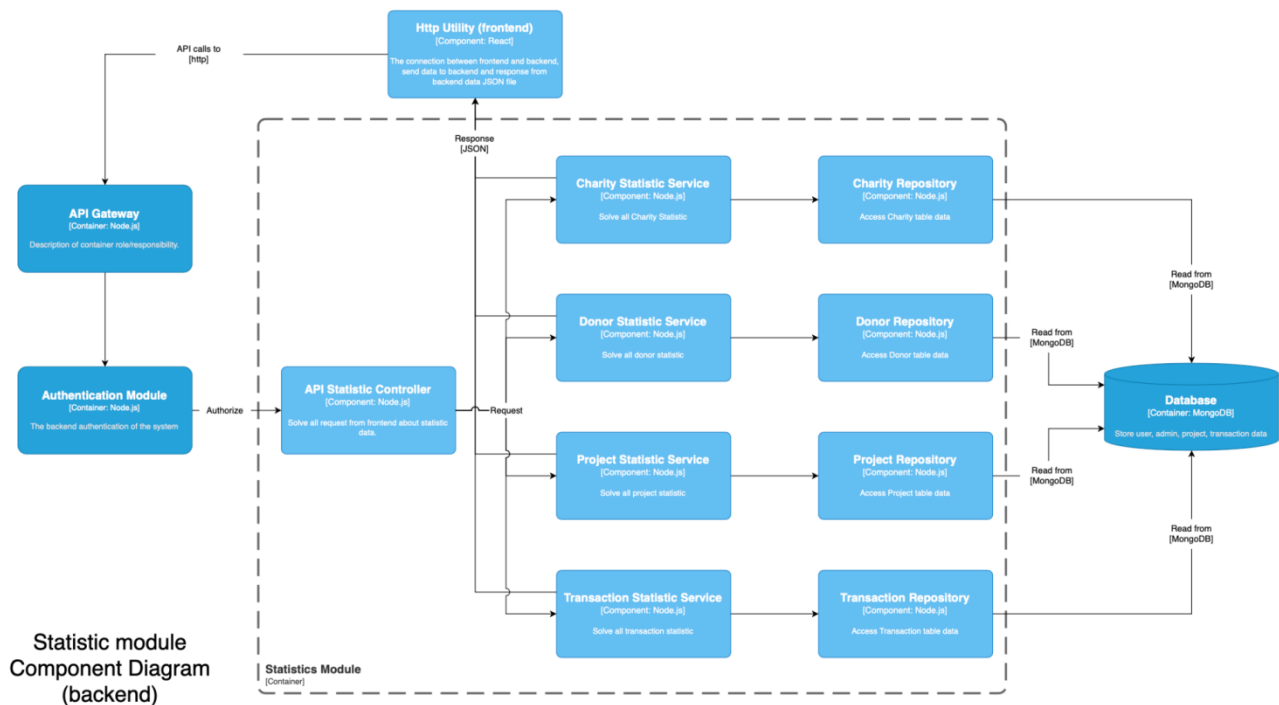 Http Utility (frontend)
[Component: React]
The connection between frontend and backend,
send data to backend and response from
backend data JSON file
API calls to
[http]
Response
[JSON]
API Gateway
[Container: Node.js]
Description of container role/responsibility.
Authentication Module
[Container: Node.js]
The backend authentication of the system
Authorize
API Statistic Controller
[Component: Node.js]
Solve all request from frontend about statistic
data.
Request
Charity Statistic Service
[Component: Node.js]
Solve all Charity Statistic
Charity Repository
[Component: Node.js]
Access Charity table data
Read from
[MongoDB]
Donor Statistic Service
[Component: Node.js]
Solve all donor statistic
Donor Repository
[Component: Node.js]
Access Donor table data
Read from
[MongoDB]
Project Statistic Service
[Component: Node.js]
Solve all project statistic
Project Repository
[Component: Node.js]
Access Project table data
Read from
[MongoDB]
Transaction Statistic Service
[Component: Node.js]
Solve all transaction statistic
Transaction Repository
[Component: Node.js]
Access Transaction table data
Read from
[MongoDB]
Database
[Container: MongoDB]
Store user, admin, project, transaction data
Statistics Module
[Container]
Statistic module
Component Diagram
(backend)